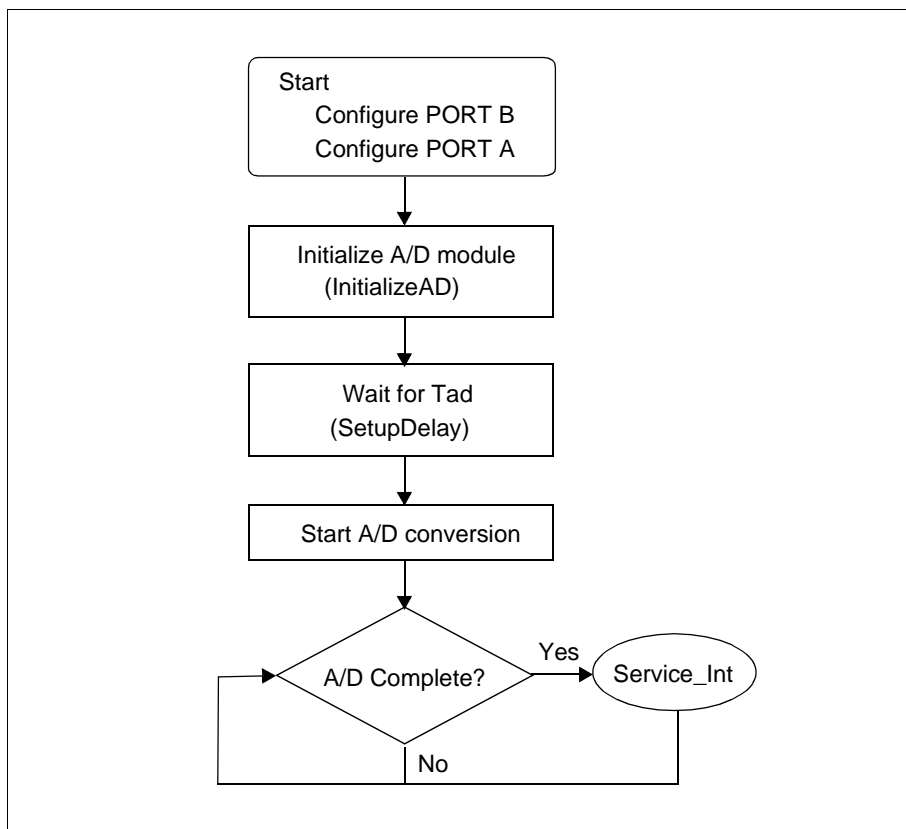 Start
Configure PORT B
Configure PORT A
Initialize A/D module
(InitializeAD)
Wait for Tad
(SetupDelay)
Start A/D conversion
A/D Complete?
Yes
Service_Int
No